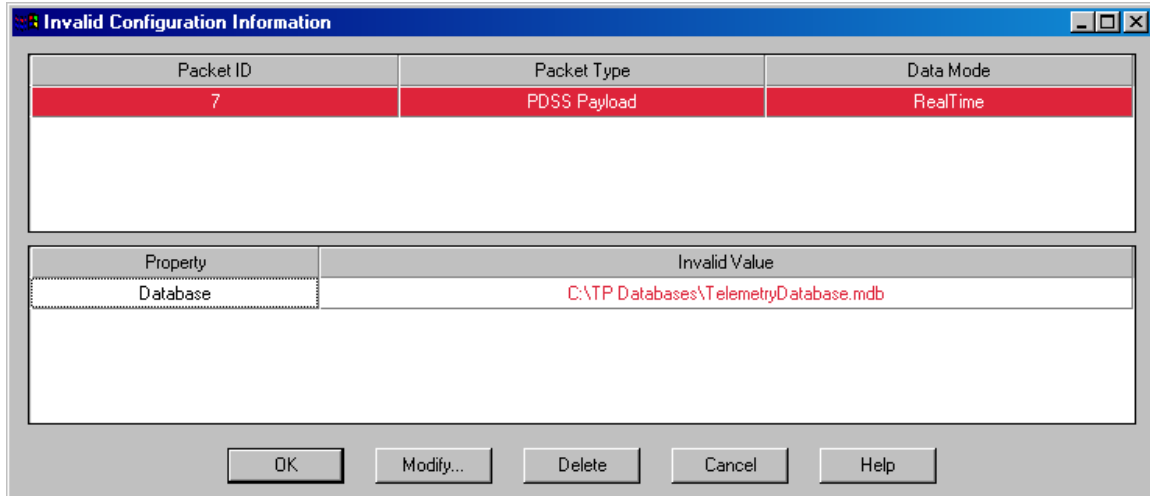 Invalid Configuration Information
Packet ID Packet Type Data Mode
7 PDSS Payload RealTime
Property Invalid Value
Database C:\TP Databases\TelemetryDatabase.mdb
OK Modify... Delete Cancel Help